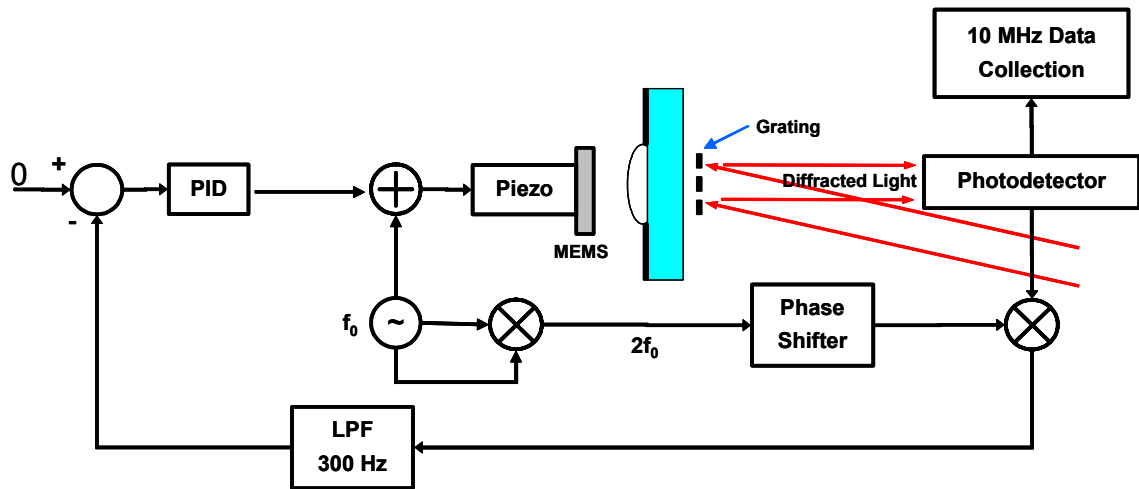 10 MHz Data
Collection
Grating
0
+
-
PID
Piezo
MEMS
Diffracted Light
Photodetector
f₀
~
2f₀
Phase
Shifter
LPF
300 Hz